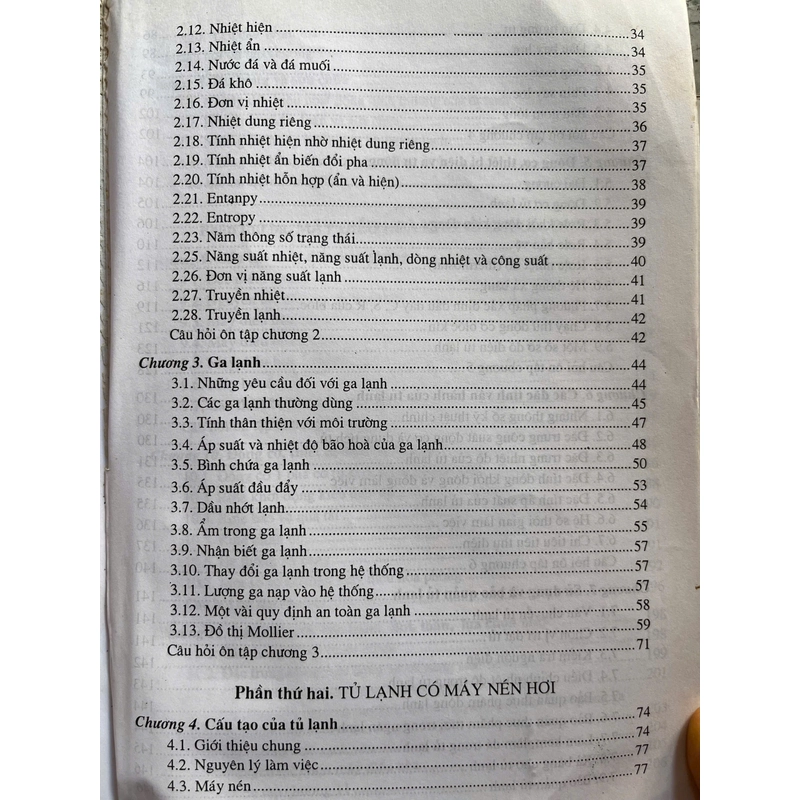 2.12. Nhiệt hiện 34
2.13. Nhiệt ẩn 34
2.14. Nước đá và đá muối 35
2.15. Đá khô 35
2.16. Đơn vị nhiệt 35
2.17. Nhiệt dung riêng 36
2.18. Tính nhiệt hiện nhờ nhiệt dung riêng 37
2.19. Tính nhiệt ẩn biến đổi pha 37
2.20. Tính nhiệt hỗn hợp (ẩn và hiện) 38
2.21. Entanpy 39
2.22. Entropy 39
2.23. Năm thông số trạng thái 39
2.25. Năng suất nhiệt, năng suất lạnh, dòng nhiệt và công suất 40
2.26. Đơn vị năng suất lạnh 41
2.27. Truyền nhiệt 41
2.28. Truyền lạnh 42
Câu hỏi ôn tập chương 2 42
Chương 3. Ga lạnh 44
3.1. Những yêu cầu đối với ga lạnh 44
3.2. Các ga lạnh thường dùng 45
3.3. Tính thân thiện với môi trường 47
3.4. Áp suất và nhiệt độ bão hoà của ga lạnh 48
3.5. Bình chứa ga lạnh 50
3.6. Áp suất đầu đẩy 53
3.7. Dầu nhớt lạnh 54
3.8. Ẩm trong ga lạnh 55
3.9. Nhận biết ga lạnh 57
3.10. Thay đổi ga lạnh trong hệ thống 57
3.11. Lượng ga nạp vào hệ thống 57
3.12. Một vài quy định an toàn ga lạnh 58
3.13. Đồ thị Mollier 59
Câu hỏi ôn tập chương 3 71
Phần thứ hai. TỦ LẠNH CÓ MÁY NÉN HƠI
Chương 4. Cấu tạo của tủ lạnh 74
4.1. Giới thiệu chung 74
4.2. Nguyên lý làm việc 77
4.3. Máy nén 77